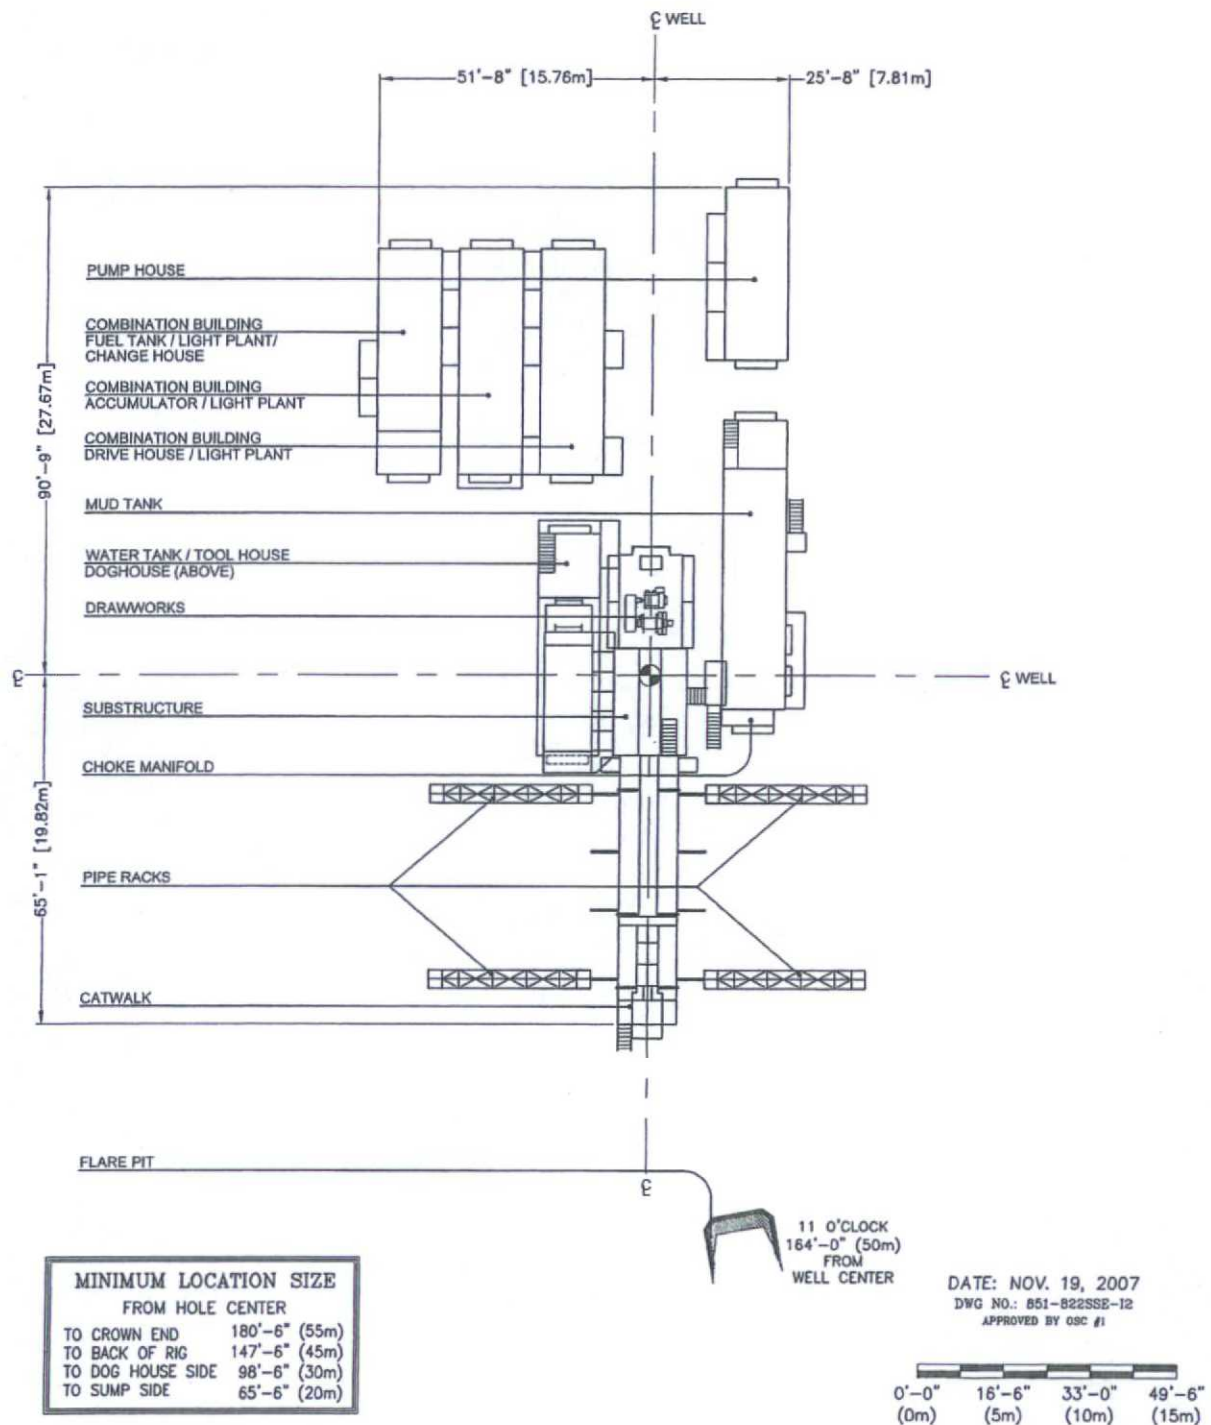 ℄ WELL
51'-8" [15.76m]
25'-8" [7.81m]
PUMP HOUSE
COMBINATION BUILDING
FUEL TANK / LIGHT PLANT/
CHANGE HOUSE
90'-9" [27.67m]
COMBINATION BUILDING
ACCUMULATOR / LIGHT PLANT
COMBINATION BUILDING
DRIVE HOUSE / LIGHT PLANT
MUD TANK
WATER TANK / TOOL HOUSE
DOGHOUSE (ABOVE)
DRAWWORKS
℄
℄ WELL
SUBSTRUCTURE
CHOKE MANIFOLD
65'-1" [19.82m]
PIPE RACKS
CATWALK
FLARE PIT
℄
11 O'CLOCK
164'-0" (50m)
FROM
WELL CENTER
MINIMUM LOCATION SIZE
FROM HOLE CENTER
TO CROWN END 180'-6" (55m)
TO BACK OF RIG 147'-6" (45m)
TO DOG HOUSE SIDE 98'-6" (30m)
TO SUMP SIDE 65'-6" (20m)
DATE: NOV. 19, 2007
DWG NO.: 851-822SSE-12
APPROVED BY OSC #1
0'-0" 16'-6" 33'-0" 49'-6"
(0m) (5m) (10m) (15m)